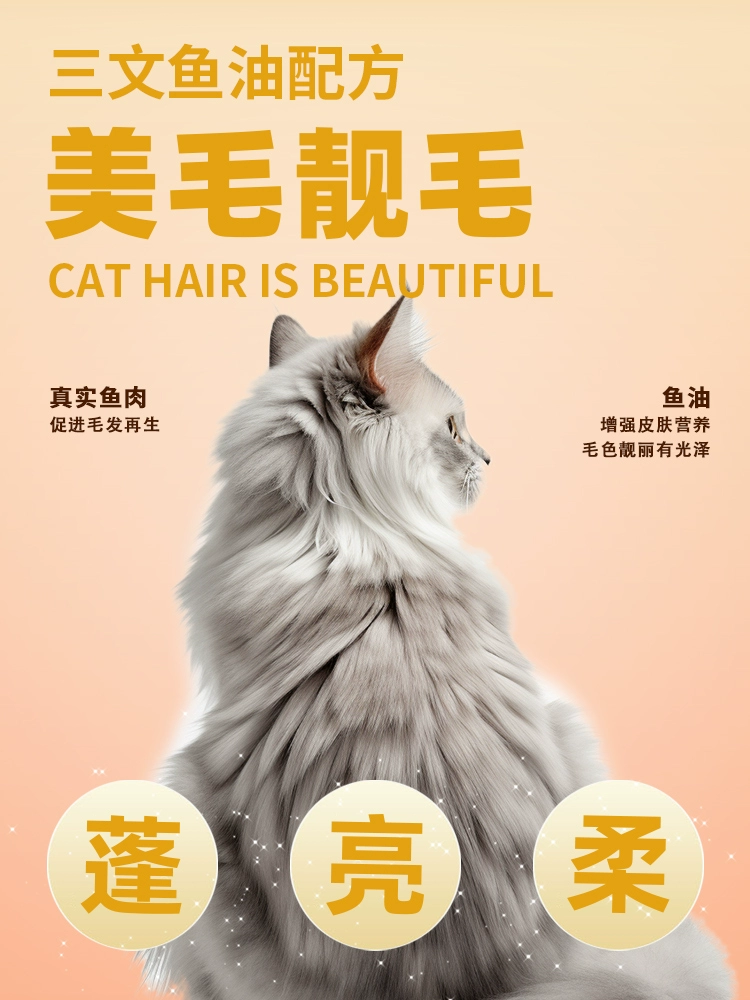 三文鱼油配方
美毛靓毛
CAT HAIR IS BEAUTIFUL
真实鱼肉
促进毛发再生
鱼油
增强皮肤营养
毛色靓丽有光泽
蓬
亮
柔